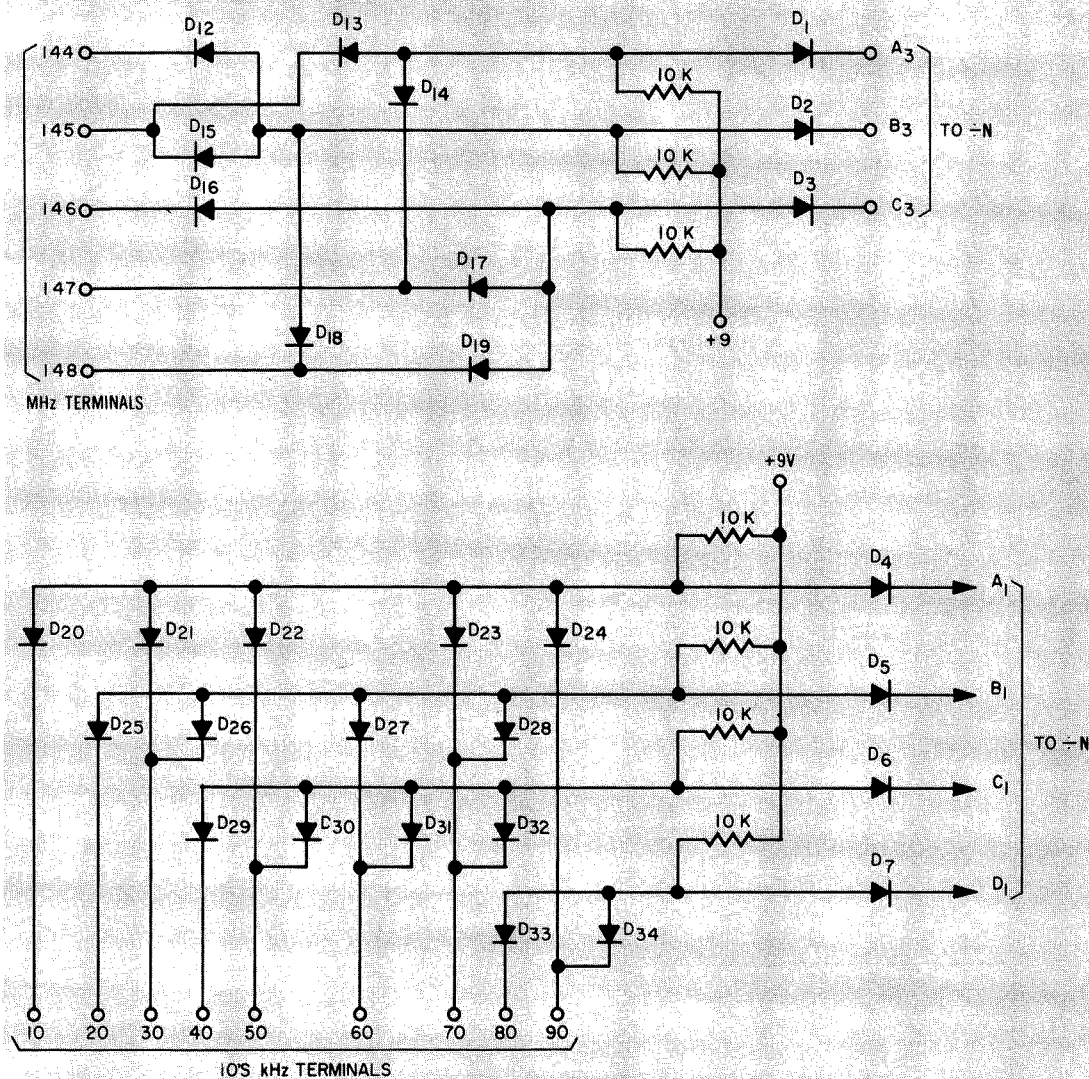 D12
D13
D1
144
A3
10 K
D14
D2
145
B3
TO ÷N
D15
10 K
D16
D3
146
C3
10 K
D17
147
+9
D18
D19
148
MHz TERMINALS
+9V
10 K
D4
A1
D20 D21 D22 D23 D24
10 K
D5
B1
D25 D26 D27 D28
10 K
TO ÷N
D6
C1
D29 D30 D31 D32
10 K
D7
D1
D33 D34
10 20 30 40 50 60 70 80 90
10'S kHz TERMINALS